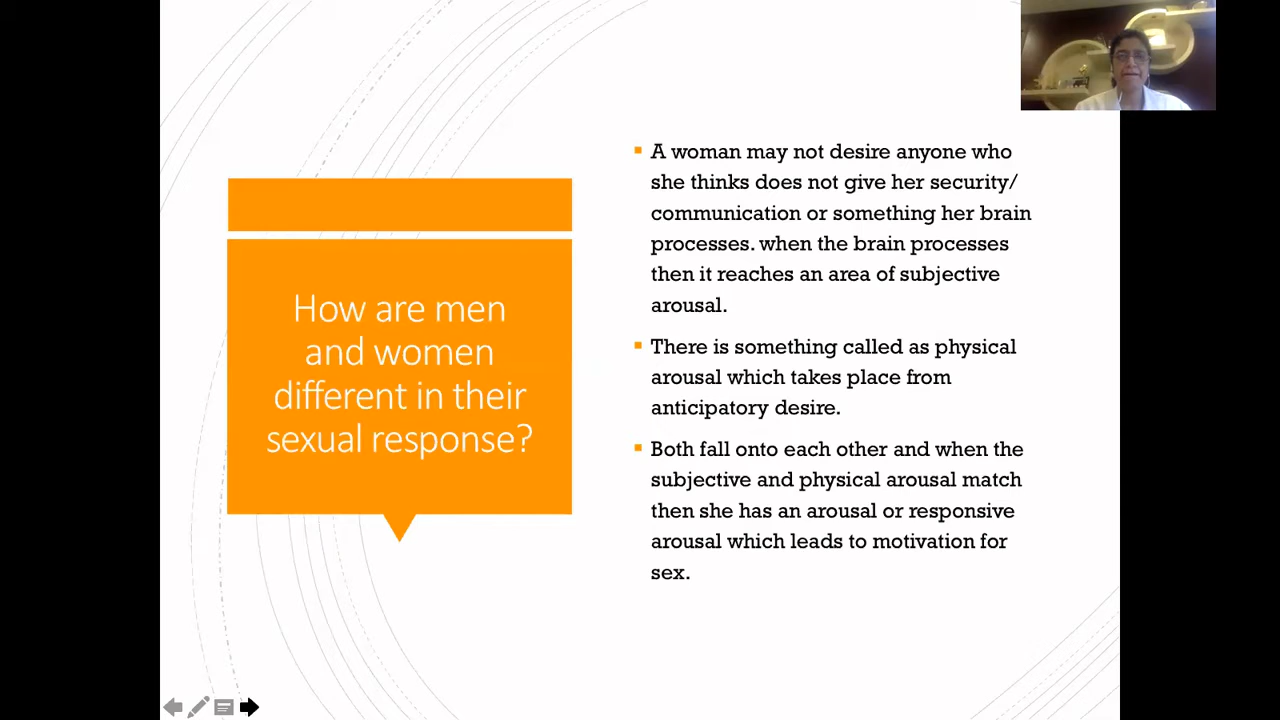 How are men
and women
different in their
sexual response?
A woman may not desire anyone who
she thinks does not give her security/
communication or something her brain
processes. when the brain processes
then it reaches an area of subjective
arousal.
There is something called as physical
arousal which takes place from
anticipatory desire.
Both fall onto each other and when the
subjective and physical arousal match
then she has an arousal or responsive
arousal which leads to motivation for
sex.